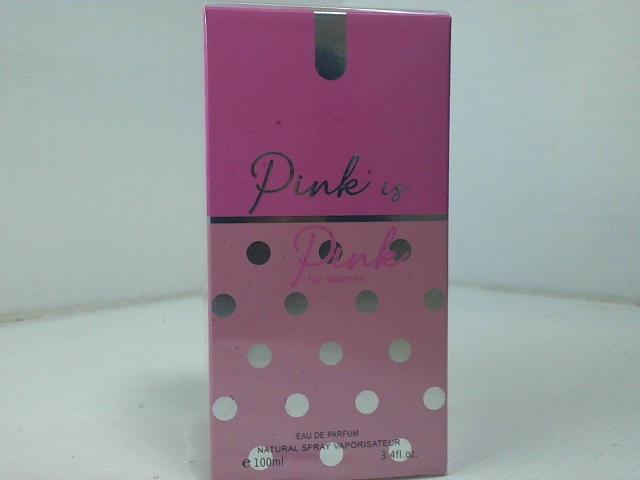 Pink is
Pink
for women
EAU DE PARFUM
NATURAL SPRAY VAPORISATEUR
e 100ml 3.4fl.oz.